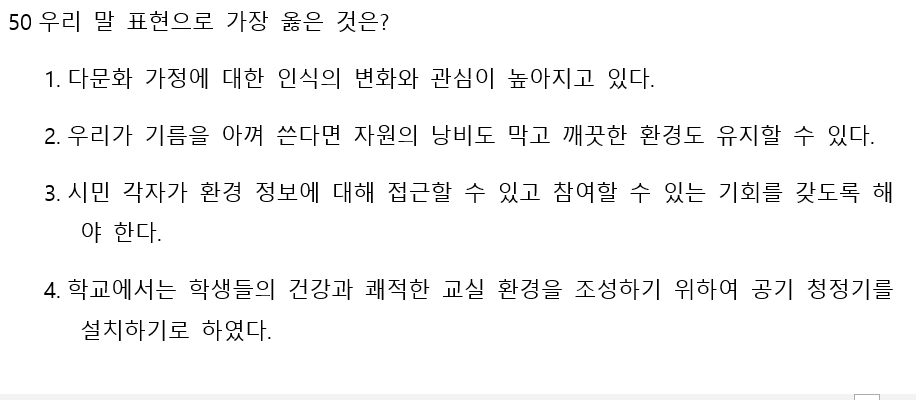 50 우리 말 표현으로 가장 옳은 것은?
1. 다문화 가정에 대한 인식의 변화와 관심이 높아지고 있다.
2. 우리가 기름을 아껴 쓴다면 자원의 낭비도 막고 깨끗한 환경도 유지할 수 있다.
3. 시민 각자가 환경 정보에 대해 접근할 수 있고 참여할 수 있는 기회를 갖도록 해
야 한다.
4. 학교에서는 학생들의 건강과 쾌적한 교실 환경을 조성하기 위하여 공기 청정기를
설치하기로 하였다.